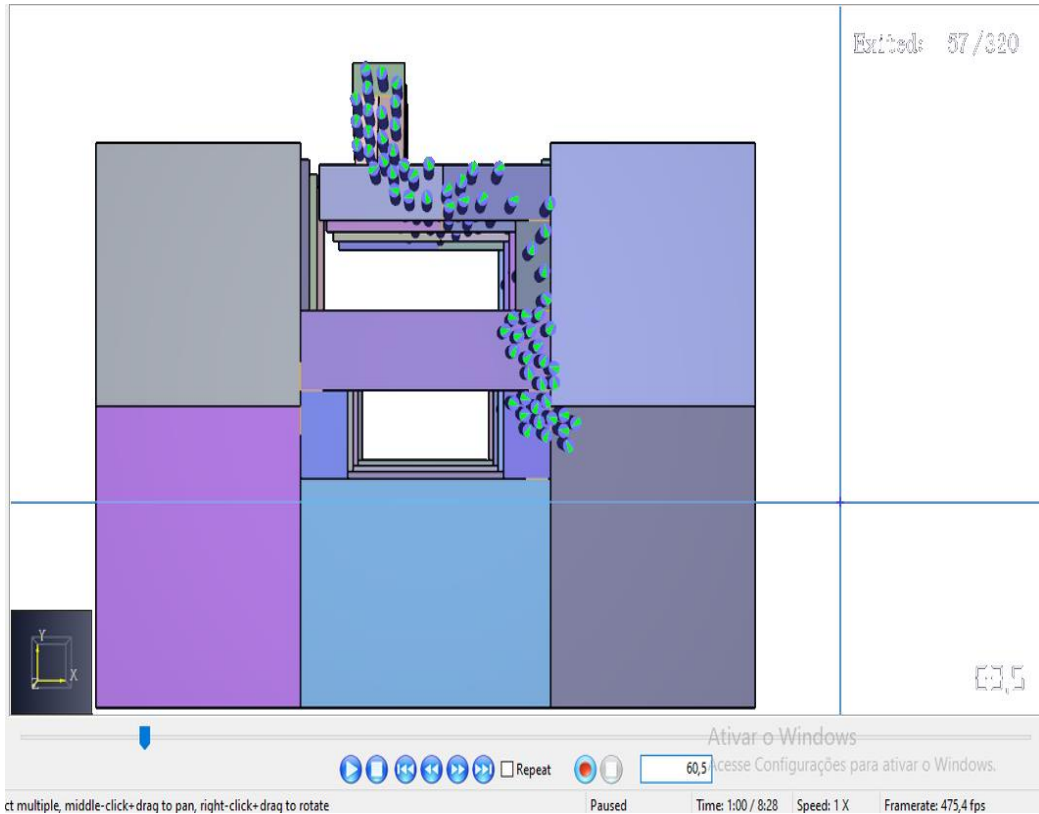 Exited: 57/320
Y
X
Z
Ativar o Windows
Acesse Configurações para ativar o Windows.
Repeat
60,5
ct multiple, middle-click+drag to pan, right-click+drag to rotate
Paused
Time: 1:00 / 8:28
Speed: 1 X
Framerate: 475,4 fps